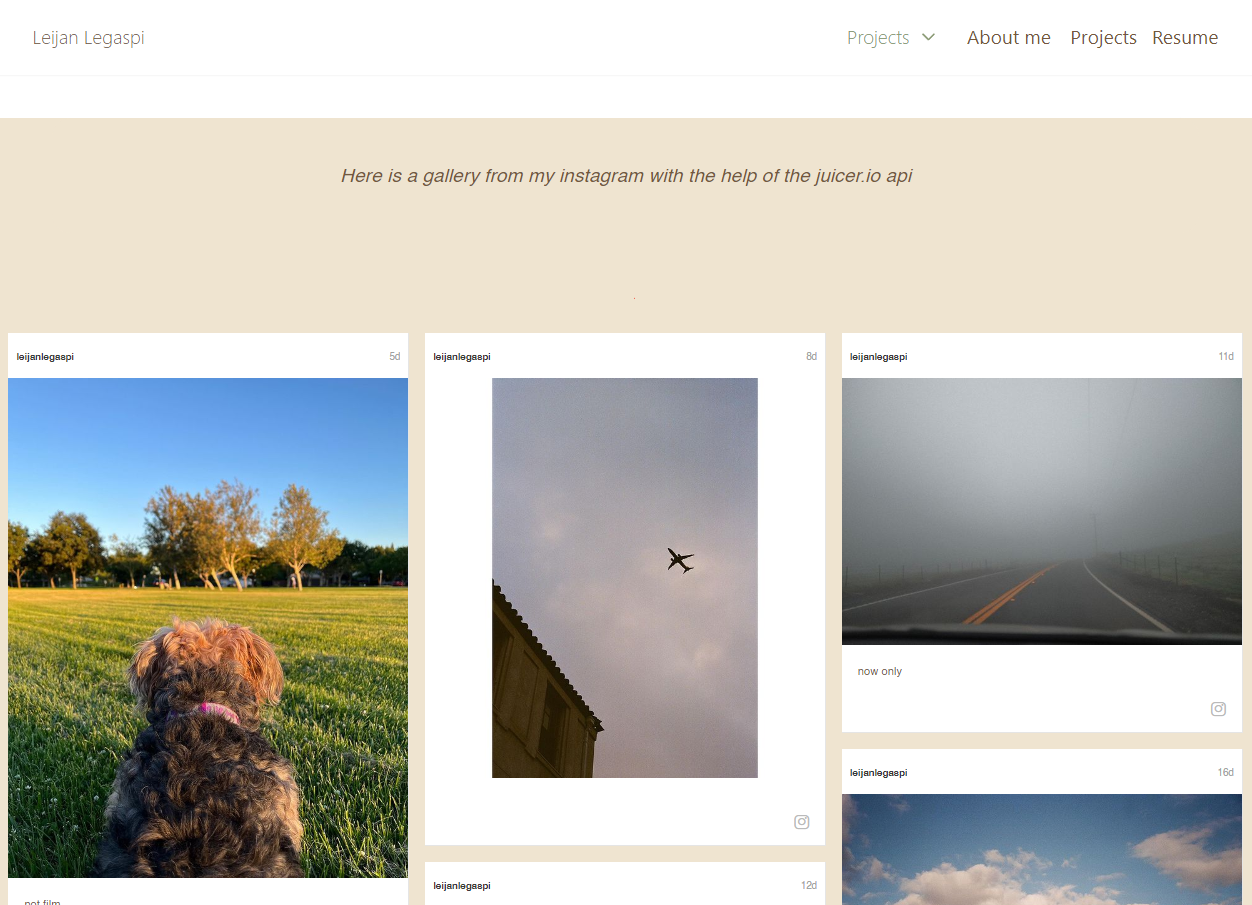 Leijan Legaspi
Projects About me Projects Resume
Here is a gallery from my instagram with the help of the juicer.io api
leijanlegaspi 5d
not film
leijanlegaspi 8d
leijanlegaspi 12d
leijanlegaspi 11d
now only
leijanlegaspi 16d